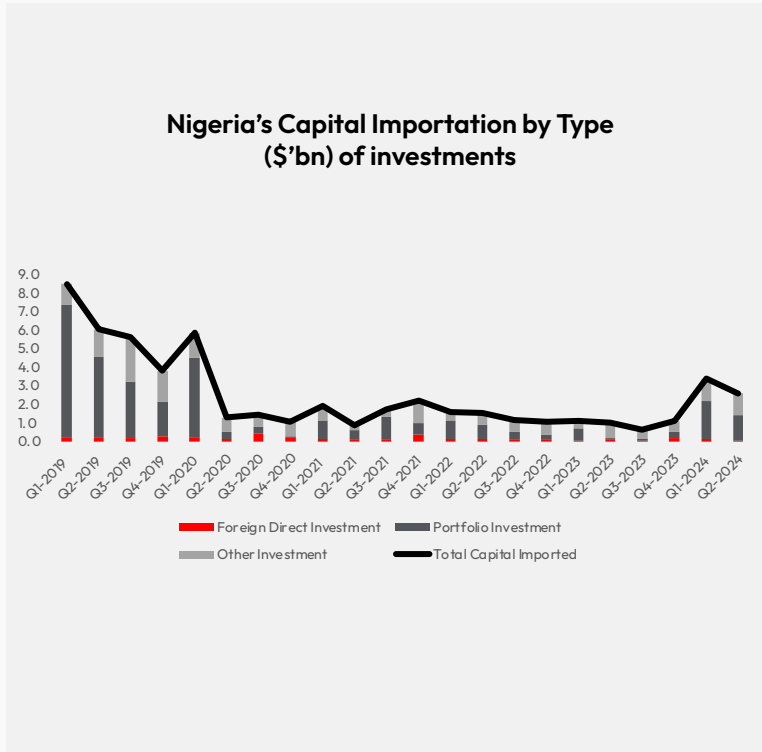 Nigeria's Capital Importation by Type
($'bn) of investments
9.0
8.0
7.0
6.0
5.0
4.0
3.0
2.0
1.0
0.0
Q1-2019
Q2-2019
Q3-2019
Q4-2019
Q1-2020
Q2-2020
Q3-2020
Q4-2020
Q1-2021
Q2-2021
Q3-2021
Q4-2021
Q1-2022
Q2-2022
Q3-2022
Q4-2022
Q1-2023
Q2-2023
Q3-2023
Q4-2023
Q1-2024
Q2-2024
Foreign Direct Investment
Portfolio Investment
Other Investment
Total Capital Imported